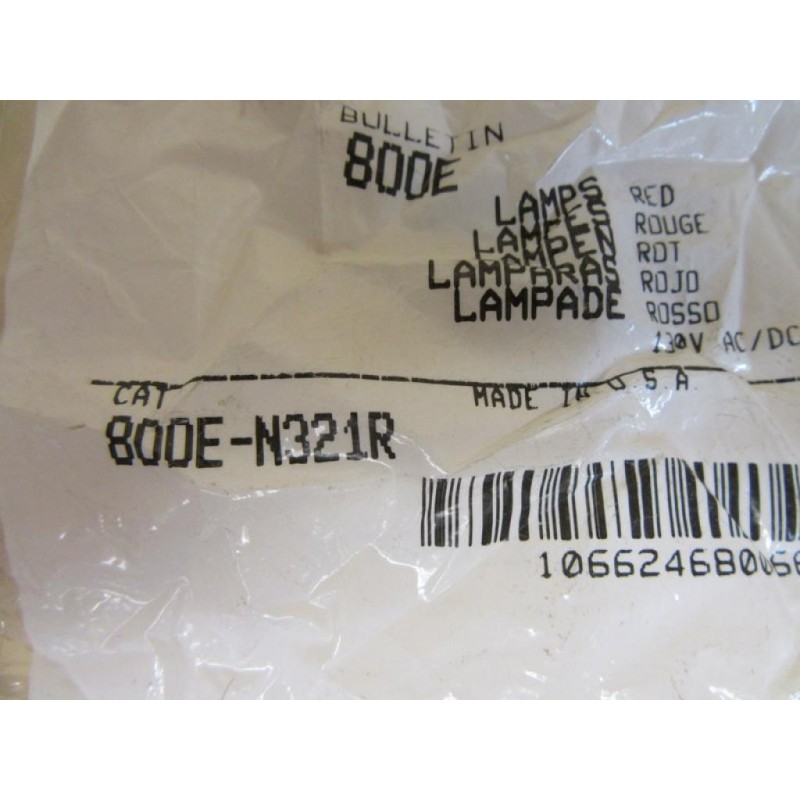 BULLETIN
800E
LAMPS RED
LAMPES ROUGE
LAMPEN ROT
LAMPARAS ROJO
LAMPADE ROSSO
130V AC/DC
CAT MADE IN U.S.A
800E-N321R